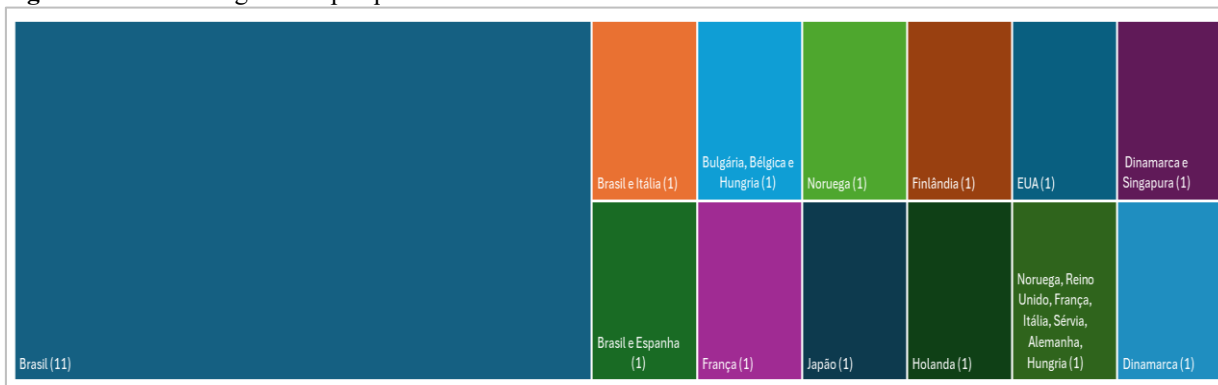 Brasil (11)
Brasil e Itália (1)
Bulgária, Bélgica e
Hungria (1)
Noruega (1)
Finlândia (1)
EUA (1)
Dinamarca e
Singapura (1)
Brasil e Espanha
(1)
França (1)
Japão (1)
Holanda (1)
Noruega, Reino
Unido, França,
Itália, Sérvia,
Alemanha,
Hungria (1)
Dinamarca (1)